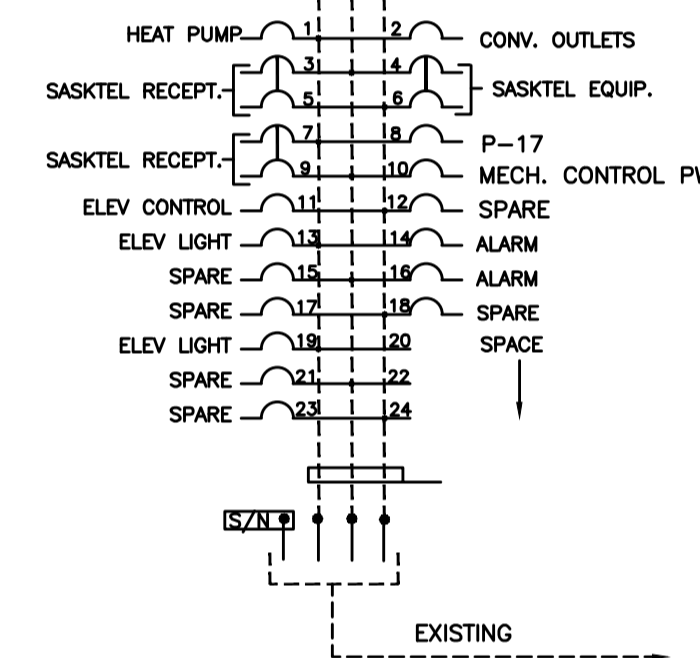 HEAT PUMP 1 2 CONV. OUTLETS
3 4
SASKTEL RECEPT. SASKTEL EQUIP.
5 6
7 8 P-17
SASKTEL RECEPT.
9 10 MECH. CONTROL
ELEV CONTROL 11 12 SPARE
ELEV LIGHT 13 14 ALARM
SPARE 15 16 ALARM
SPARE 17 18 SPARE
ELEV LIGHT 19 20 SPACE
SPARE 21 22
SPARE 23 24
S/N
EXISTING